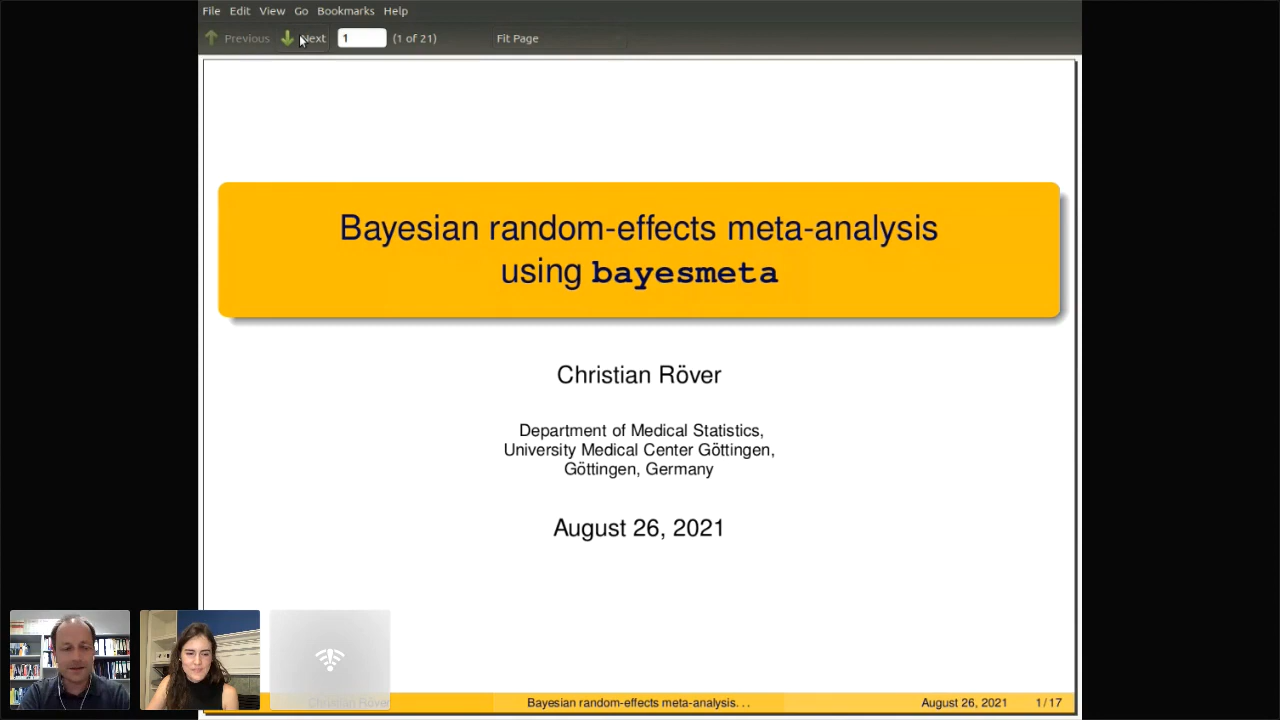 File Edit View Go Bookmarks Help
Previous Next 1 (1 of 21) Fit Page
Bayesian random-effects meta-analysis
using bayesmeta
Christian Röver
Department of Medical Statistics,
University Medical Center Göttingen,
Göttingen, Germany
August 26, 2021
Christian Röver Bayesian random-effects meta-analysis... August 26, 2021 1 / 17